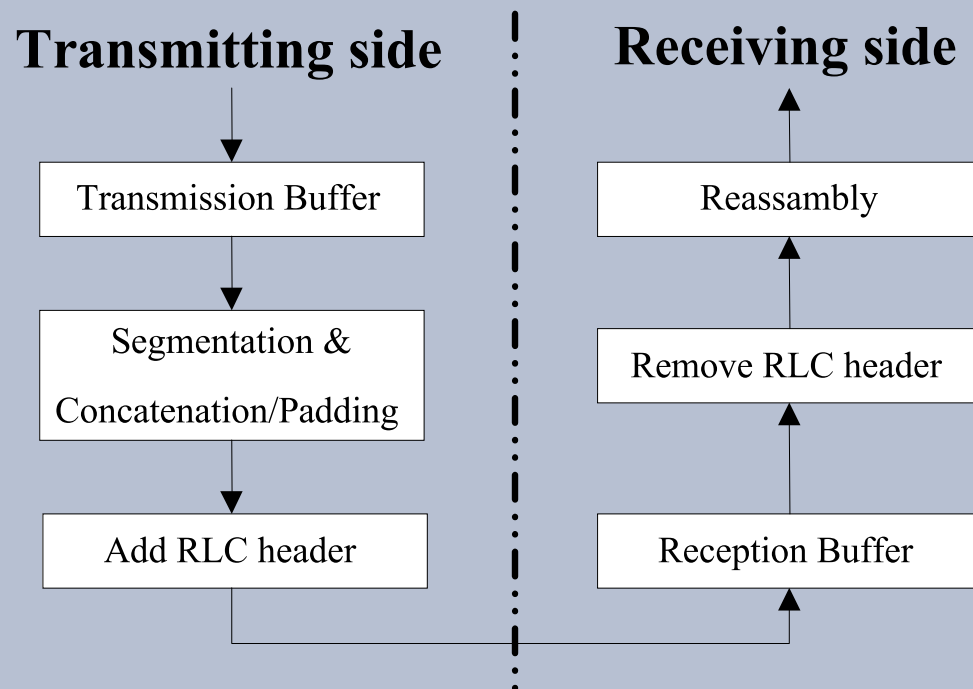 Transmitting side
Transmission Buffer
Segmentation &
Concatenation/Padding
Add RLC header
Receiving side
Reassambly
Remove RLC header
Reception Buffer